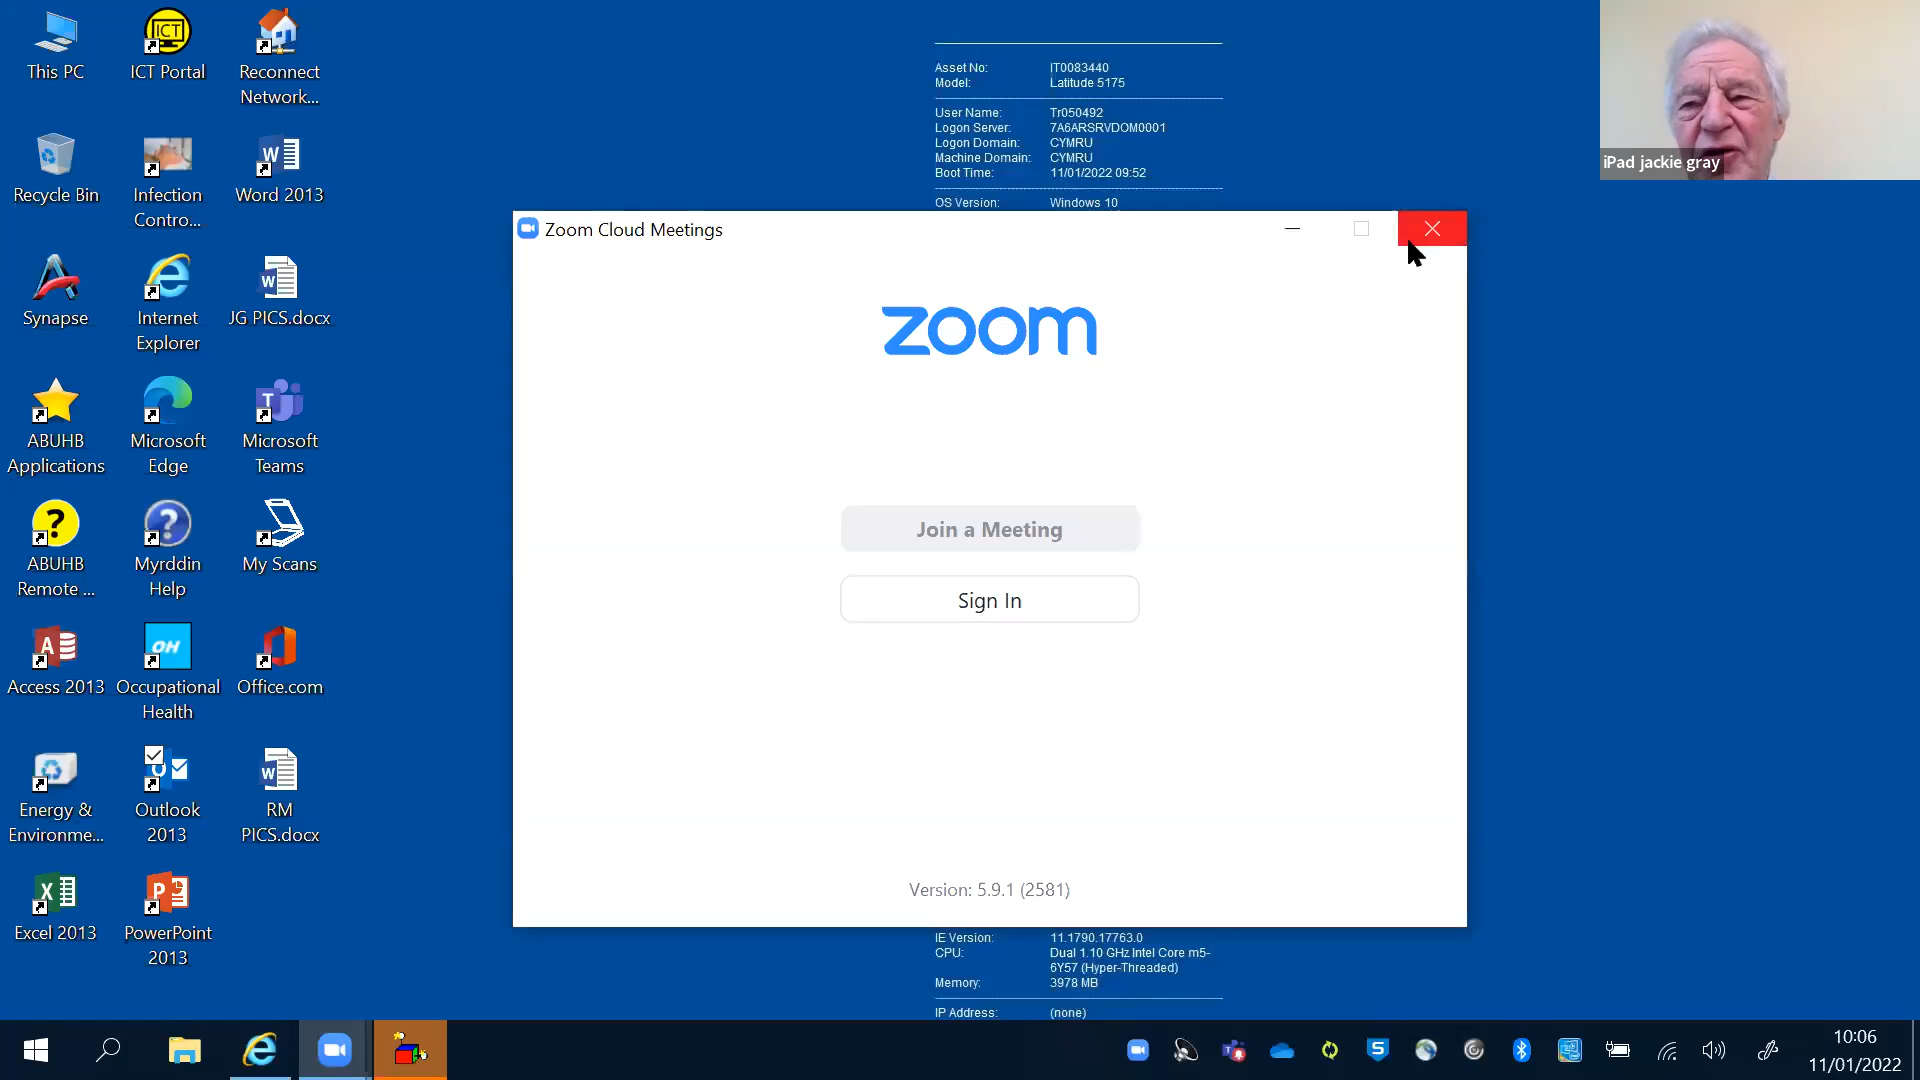 This PC
ICT Portal
Reconnect
Network...
Recycle Bin
Infection
Contro...
Word 2013
Synapse
Internet
Explorer
JG PICS.docx
ABUHB
Applications
Microsoft
Edge
Microsoft
Teams
ABUHB
Remote ...
Myrddin
Help
My Scans
Access 2013
OH
Occupational
Health
Office.com
Energy &
Environme...
Outlook
2013
RM
PICS.docx
Excel 2013
PowerPoint
2013
Asset No: IT0083440
Model: Latitude 5175
User Name: Tr050492
Logon Server: 7A6ARSRVDOM0001
Logon Domain: CYMRU
Machine Domain: CYMRU
Boot Time: 11/01/2022 09:52
OS Version: Windows 10
iPad jackie gray
Zoom Cloud Meetings
zoom
Join a Meeting
Sign In
Version: 5.9.1 (2581)
IE Version: 11.1790.17763.0
CPU: Dual 1.10 GHz Intel Core m5-
6Y57 (Hyper-Threaded)
Memory: 3978 MB
IP Address: (none)
10:06
11/01/2022